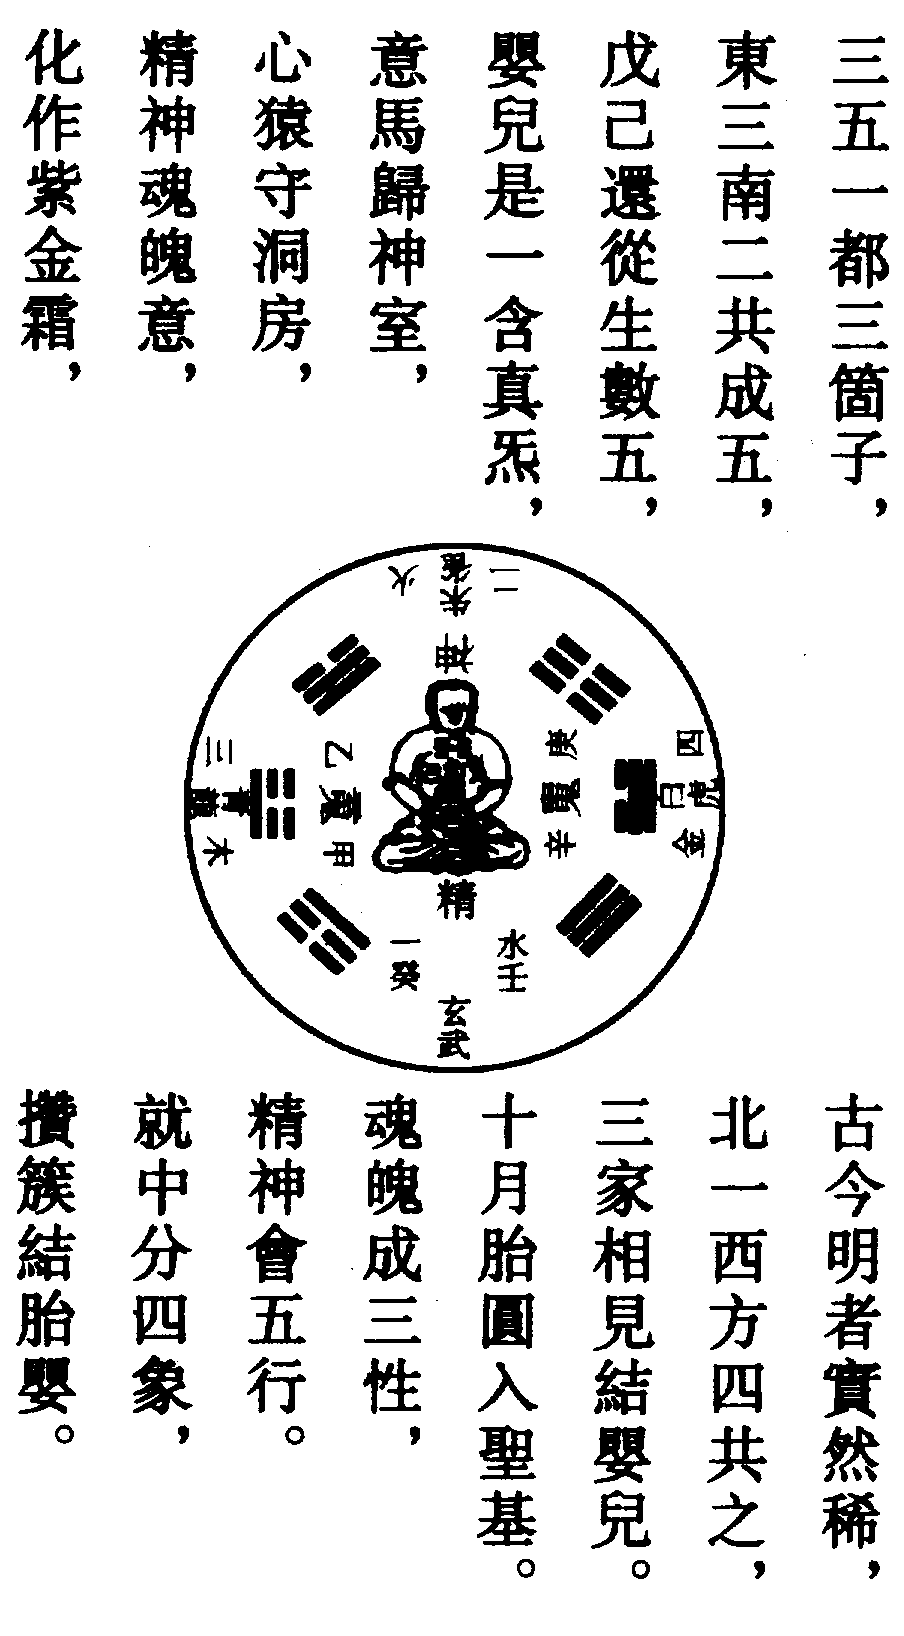 三五一都三箇子，
古今明者實然稀，
東三南二共成五，
北一西方四共之，
戊己還從生數五，
三家相見結嬰兒。
嬰兒是一含真炁，
十月胎圓入聖基。
意馬歸神室，
魂魄成三性，
心猿守洞房，
精神會五行。
精神魂魄意，
就中分四象，
化作紫金霜，
攢簇結胎嬰。
二
朱雀
火
神
四
白虎
金
庚
魄
辛
三
青龍
木
乙
魂
甲
精
水壬
一癸
玄武